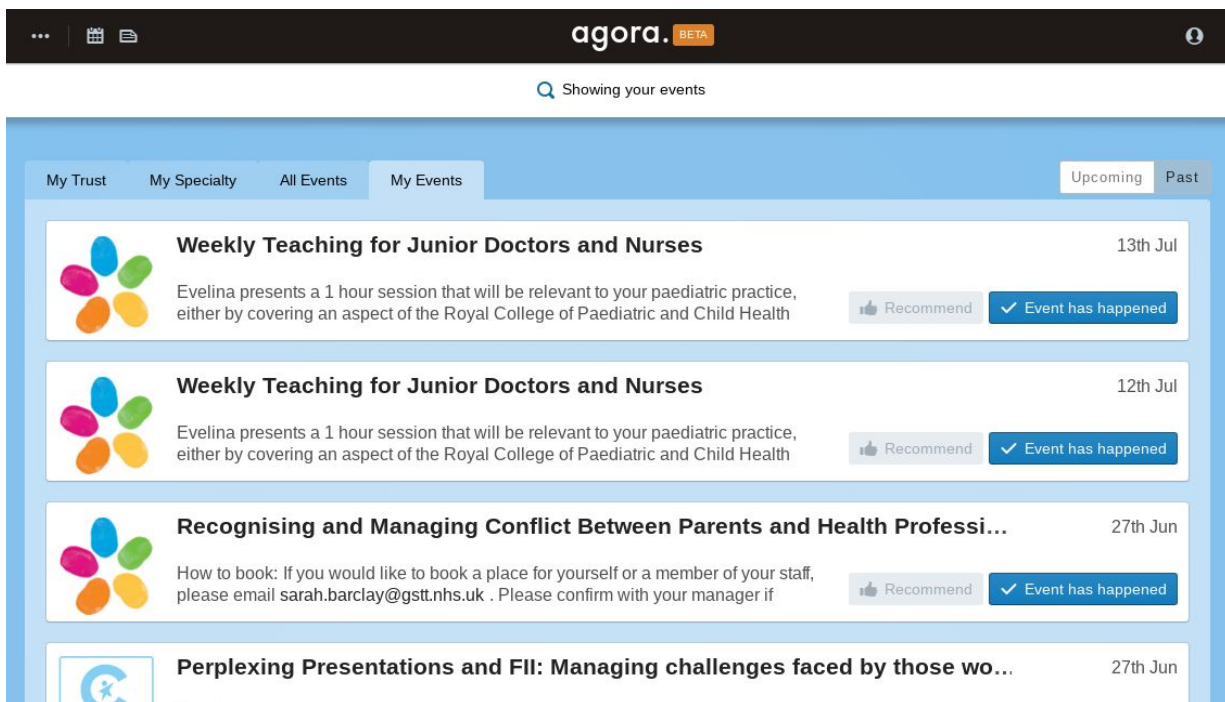 agora. BETA
Showing your events
My Trust My Specialty All Events My Events
Upcoming Past
Weekly Teaching for Junior Doctors and Nurses
13th Jul
Evelina presents a 1 hour session that will be relevant to your paediatric practice,
either by covering an aspect of the Royal College of Paediatric and Child Health
Recommend Event has happened
Weekly Teaching for Junior Doctors and Nurses
12th Jul
Evelina presents a 1 hour session that will be relevant to your paediatric practice,
either by covering an aspect of the Royal College of Paediatric and Child Health
Recommend Event has happened
Recognising and Managing Conflict Between Parents and Health Professi...
27th Jun
How to book: If you would like to book a place for yourself or a member of your staff,
please email sarah.barclay@gstt.nhs.uk . Please confirm with your manager if
Recommend Event has happened
Perplexing Presentations and FII: Managing challenges faced by those wo...
27th Jun